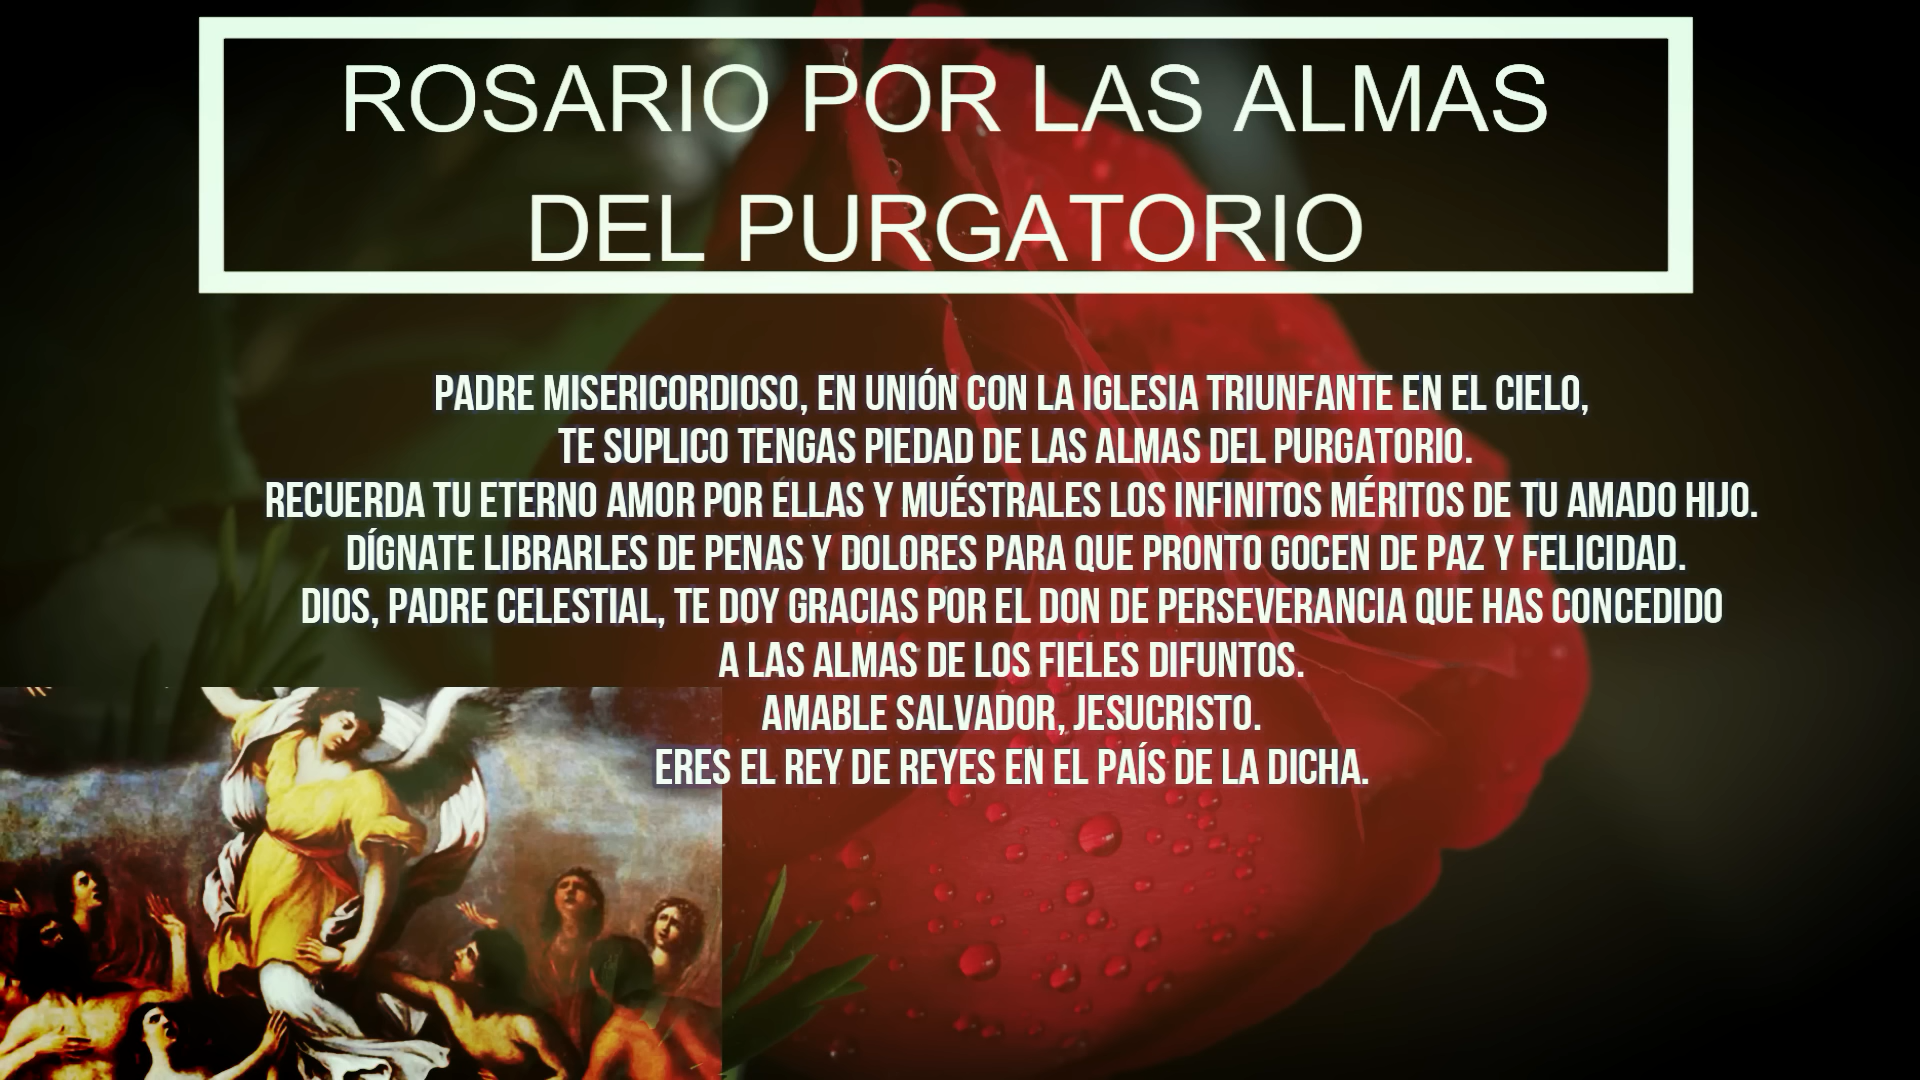 ROSARIO POR LAS ALMAS
DEL PURGATORIO
PADRE MISERICORDIOSO, EN UNIÓN CON LA IGLESIA TRIUNFANTE EN EL CIELO,
TE SUPLICO TENGAS PIEDAD DE LAS ALMAS DEL PURGATORIO.
RECUERDA TU ETERNO AMOR POR ÉLLAS Y MUÉSTRALES LOS INFINITOS MÉRITOS DE TU AMADO HIJO.
DÍGNATE LIBRARLES DE PENAS Y DOLORES PARA QUE PRONTO GOCEN DE PAZ Y FELICIDAD.
DIOS, PADRE CELESTIAL, TE DOY GRACIAS POR EL DON DE PERSEVERANCIA QUE HAS CONCEDIDO
A LAS ALMAS DE LOS FIELES DIFUNTOS.
AMABLE SALVADOR, JESUCRISTO.
ERES EL REY DE REYES EN EL PAÍS DE LA DICHA.